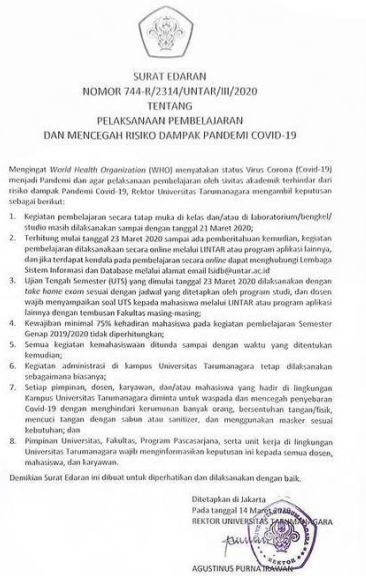 SURAT EDARAN
NOMOR 744-R/2314/UNTAR/III/2020
TENTANG
PELAKSANAAN PEMBELAJARAN
DAN MENCEGAH RISIKO DAMPAK PANDEMI COVID-19
Mengingat World Health Organization (WHO) menyatakan status Virus Corona (Covid-19)
menjadi Pandemi dan agar pelaksanaan pembelajaran oleh sivitas akademik terhindar dari
risiko dampak Pandemi Covid-19, Rektor Universitas Tarumanagara mengambil keputusan
sebagai berikut:
1. Kegiatan pembelajaran secara tatap muka di kelas dan/atau di laboratorium/bengkel/
studio masih dilaksanakan sampai dengan tanggal 21 Maret 2020;
2. Terhitung mulai tanggal 23 Maret 2020 sampai ada pemberitahuan kemudian, kegiatan
pembelajaran dilaksanakan secara online melalui LINTAR atau program aplikasi lainnya,
dan jika terdapat kendala pada pembelajaran secara online dapat menghubungi Lembaga
Sistem Informasi dan Database melalui alamat email lsidb@untar.ac.id
3. Ujian Tengah Semester (UTS) yang dimulai tanggal 23 Maret 2020 dilaksanakan dengan
take home exam sesuai dengan jadwal yang ditetapkan oleh program studi, dan dosen
wajib menyampaikan soal UTS kepada mahasiswa melalui LINTAR atau program aplikasi
lainnya dengan tembusan Fakultas masing-masing;
4. Kewajiban minimal 75% kehadiran mahasiswa pada kegiatan pembelajaran Semester
Genap 2019/2020 tidak diperhitungkan;
5. Semua kegiatan kemahasiswaan ditunda sampai dengan waktu yang ditentukan
kemudian;
6. Kegiatan administrasi di kampus Universitas Tarumanagara tetap dilaksanakan
sebagaimana biasanya;
7. Setiap pimpinan, dosen, karyawan, dan/atau mahasiswa yang hadir di lingkungan
Kampus Universitas Tarumanagara diminta untuk waspada dan mencegah penyebaran
Covid-19 dengan menghindari kerumunan banyak orang, bersentuhan tangan/fisik,
mencuci tangan dengan sabun atau sanitizer, dan menggunakan masker sesuai
kebutuhan; dan
8. Pimpinan Universitas, Fakultas, Program Pascasarjana, serta unit kerja di lingkungan
Universitas Tarumanagara wajib menginformasikan keputusan ini kepada semua dosen,
mahasiswa, dan karyawan.
Demikian Surat Edaran ini dibuat untuk diperhatikan dan dilaksanakan dengan baik.
Ditetapkan di Jakarta
Pada tanggal 14 Maret 2020
REKTOR UNIVERSITAS TARUMANAGARA
REKTOR
AGUSTINUS PURNA IRAWAN